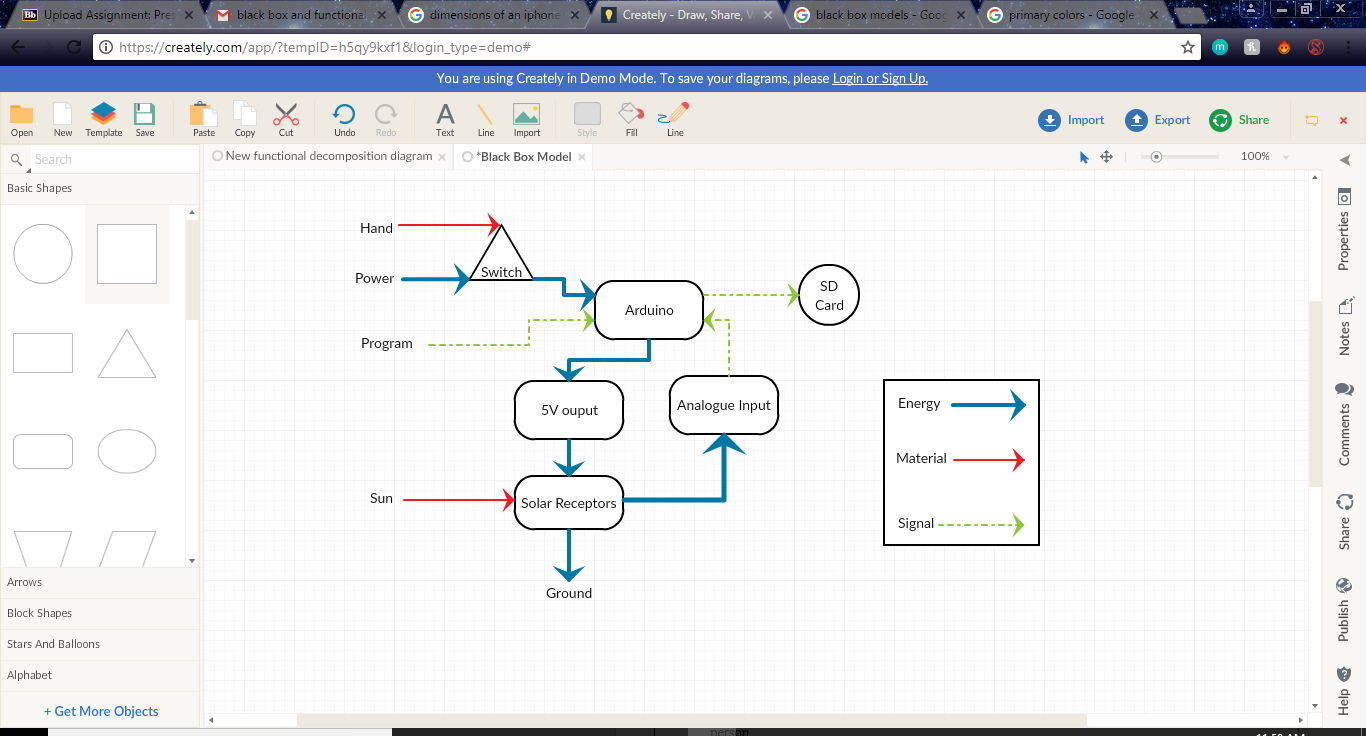 Upload Assignment: Pre
black box and functiona
dimensions of an iphone
Creately - Draw, Share, V
black box models - Goog
primary colors - Google
https://creately.com/app/?tempID=h5qy9kxf1&login_type=demo#
You are using Creately in Demo Mode. To save your diagrams, please Login or Sign Up.
Open New Template Save Paste Copy Cut Undo Redo Text Line Import Style Fill Line
Import Export Share
Search
New functional decomposition diagram
*Black Box Model
100%
Basic Shapes
Arrows
Block Shapes
Stars And Balloons
Alphabet
+ Get More Objects
Hand
Switch
Power
Arduino
SD
Card
Program
5V ouput
Analogue Input
Sun
Solar Receptors
Ground
Energy
Material
Signal
Properties
Notes
Comments
Share
Publish
Help